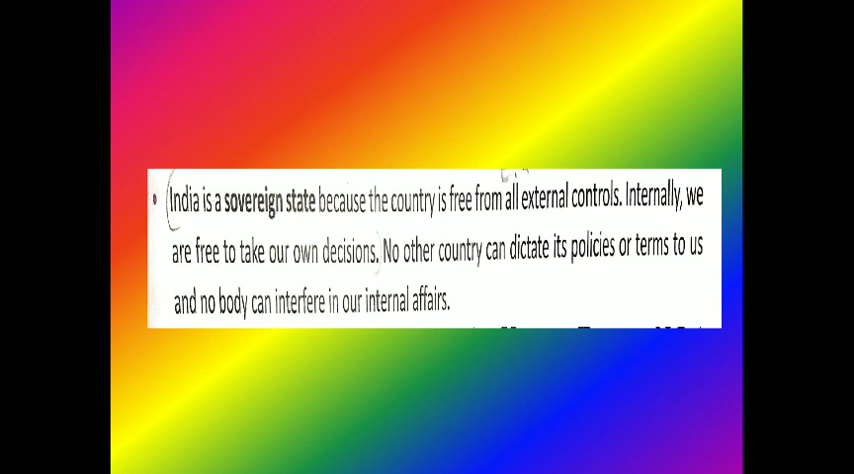 India is a sovereign state because the country is free from all external controls. Internally, we
are free to take our own decisions. No other country can dictate its policies or terms to us
and no body can interfere in our internal affairs.